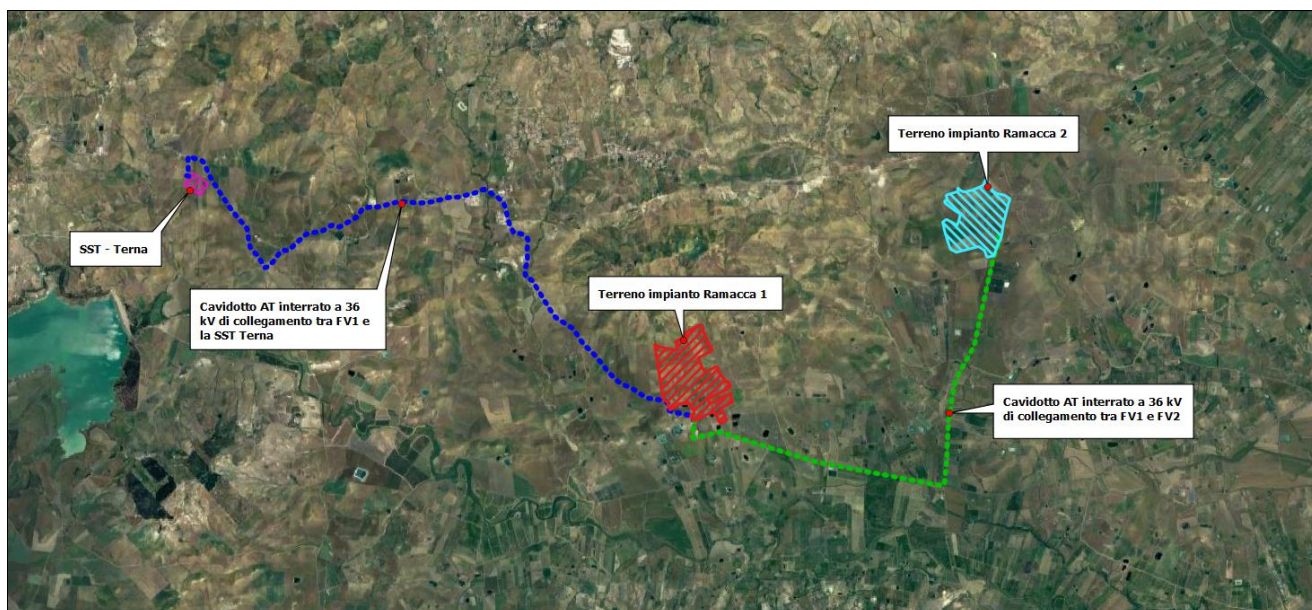 Terreno impianto Ramacca 2
SST - Terna
Cavidotto AT interrato a 36
kV di collegamento tra FV1 e
la SST Terna
Terreno impianto Ramacca 1
Cavidotto AT interrato a 36 kV
di collegamento tra FV1 e FV2